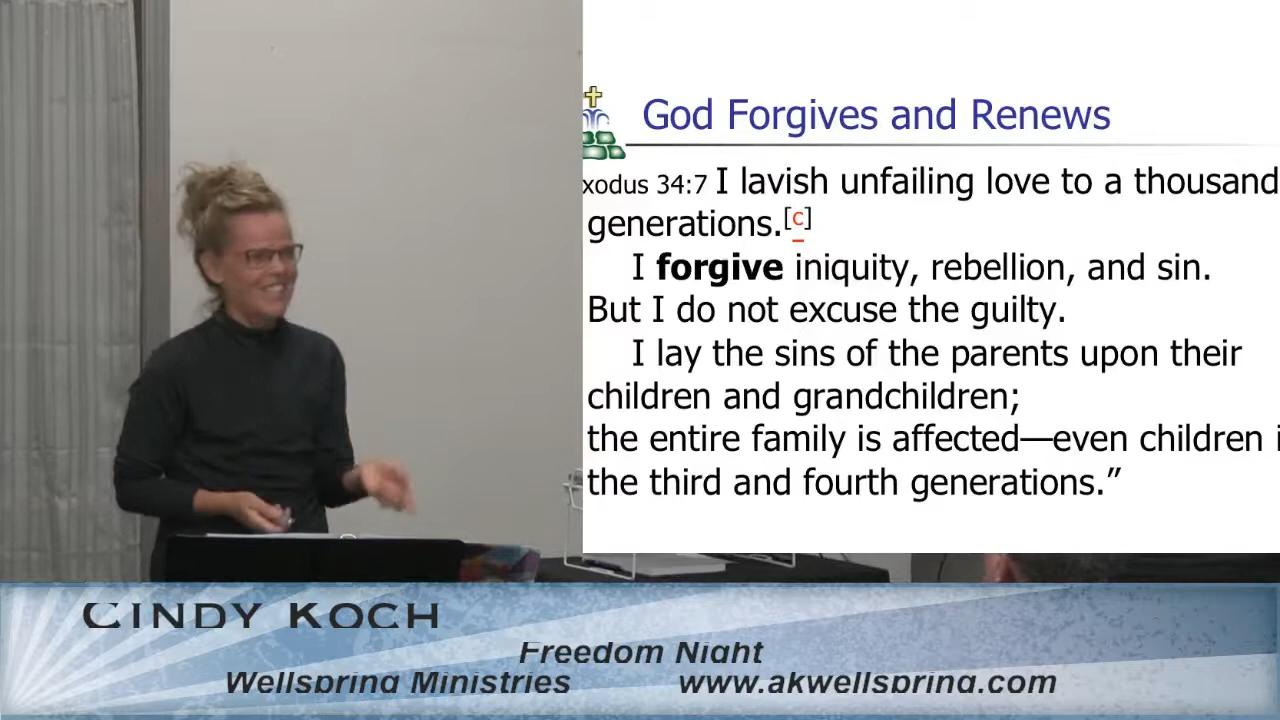 God Forgives and Renews
xodus 34:7 I lavish unfailing love to a thousand
generations.[c]
I forgive iniquity, rebellion, and sin.
But I do not excuse the guilty.
I lay the sins of the parents upon their
children and grandchildren;
the entire family is affected—even children i
the third and fourth generations.”
CINDY KOCH
Freedom Night
Wellspring Ministries www.akwellspring.com